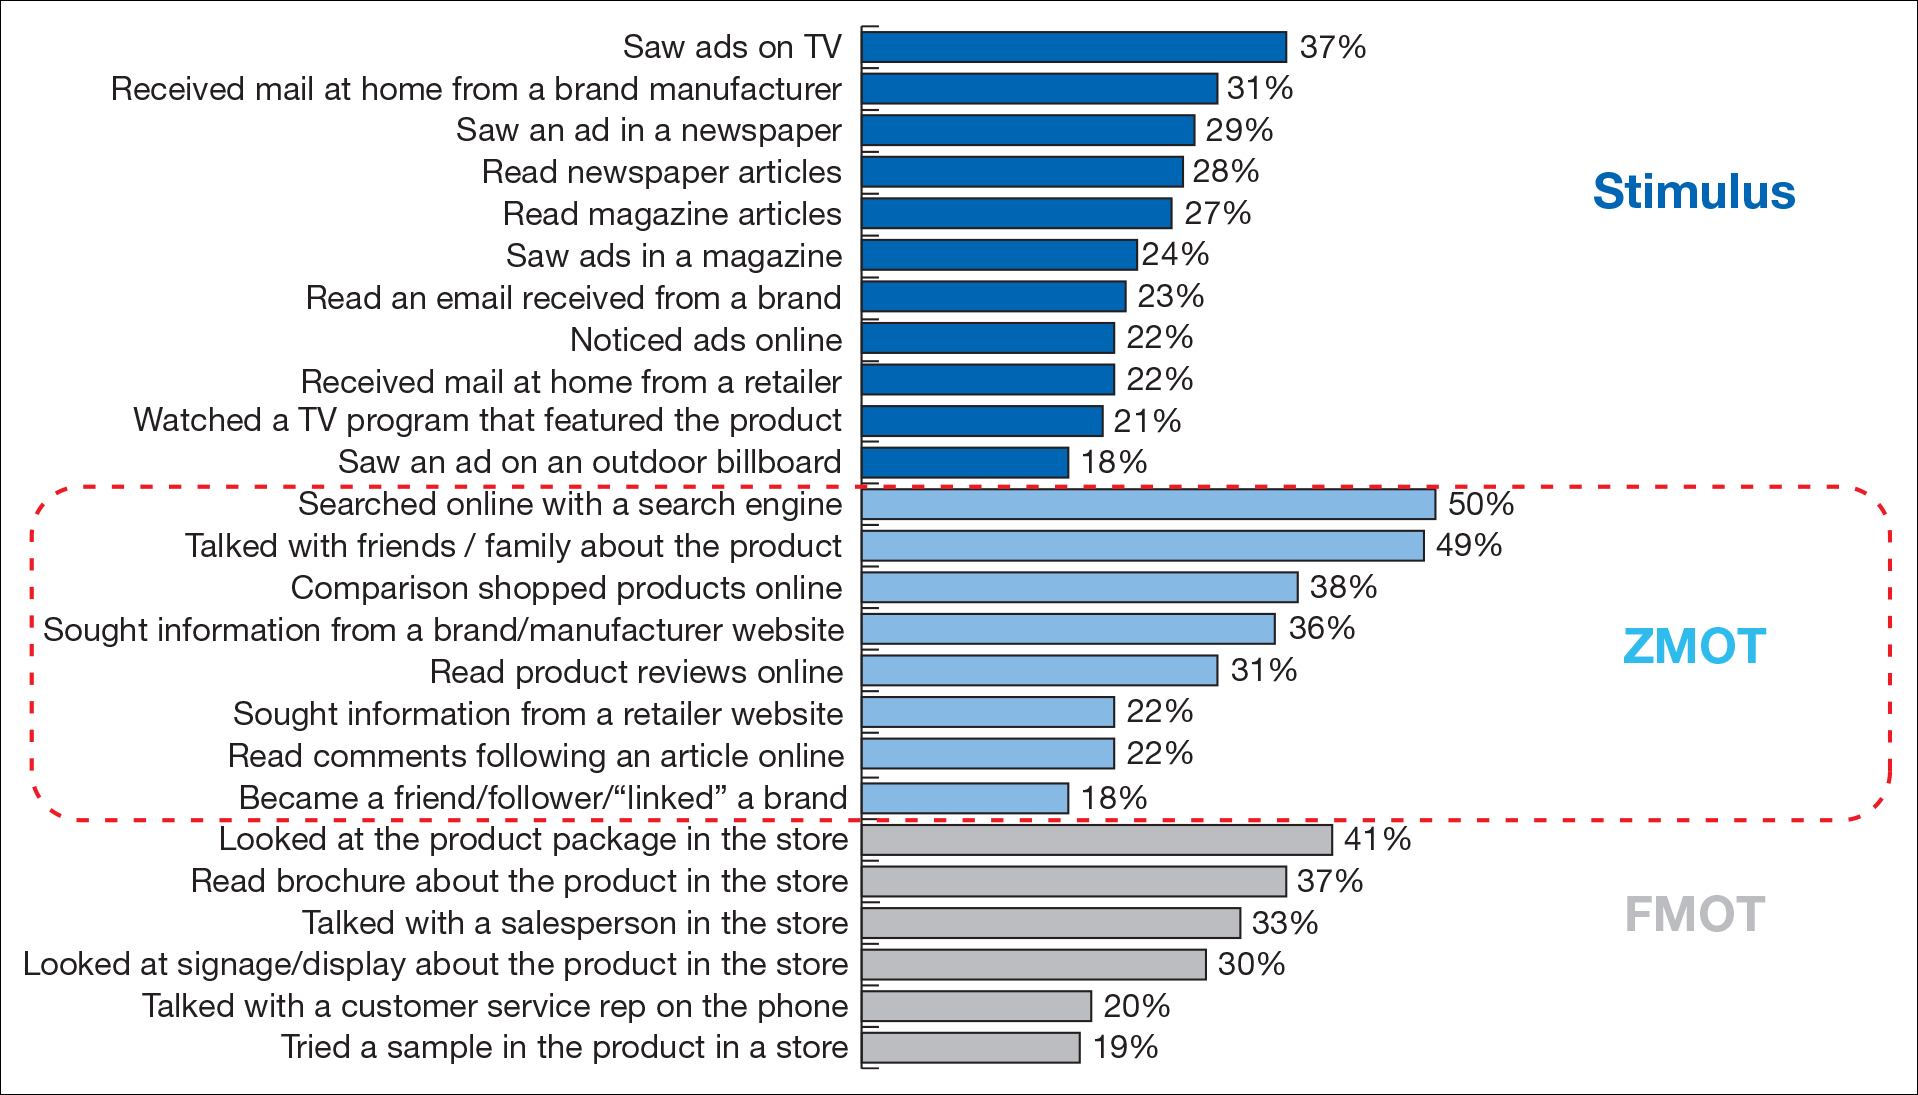 Saw ads on TV 37%
Received mail at home from a brand manufacturer 31%
Saw an ad in a newspaper 29%
Read newspaper articles 28%
Stimulus
Read magazine articles 27%
Saw ads in a magazine 24%
Read an email received from a brand 23%
Noticed ads online 22%
Received mail at home from a retailer 22%
Watched a TV program that featured the product 21%
Saw an ad on an outdoor billboard 18%
Searched online with a search engine 50%
Talked with friends / family about the product 49%
Comparison shopped products online 38%
Sought information from a brand/manufacturer website 36%
ZMOT
Read product reviews online 31%
Sought information from a retailer website 22%
Read comments following an article online 22%
Became a friend/follower/“linked” a brand 18%
Looked at the product package in the store 41%
Read brochure about the product in the store 37%
FMOT
Talked with a salesperson in the store 33%
Looked at signage/display about the product in the store 30%
Talked with a customer service rep on the phone 20%
Tried a sample in the product in a store 19%